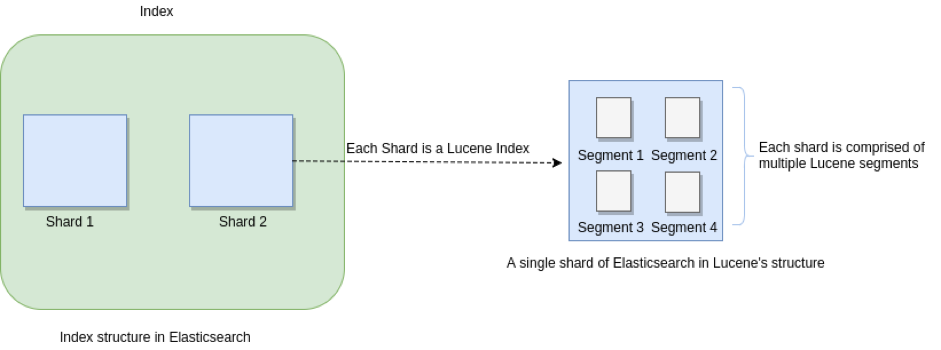 Index
Shard 1
Shard 2
Index structure in Elasticsearch
Each Shard is a Lucene Index
Segment 1
Segment 2
Segment 3
Segment 4
Each shard is comprised of
multiple Lucene segments
A single shard of Elasticsearch in Lucene's structure